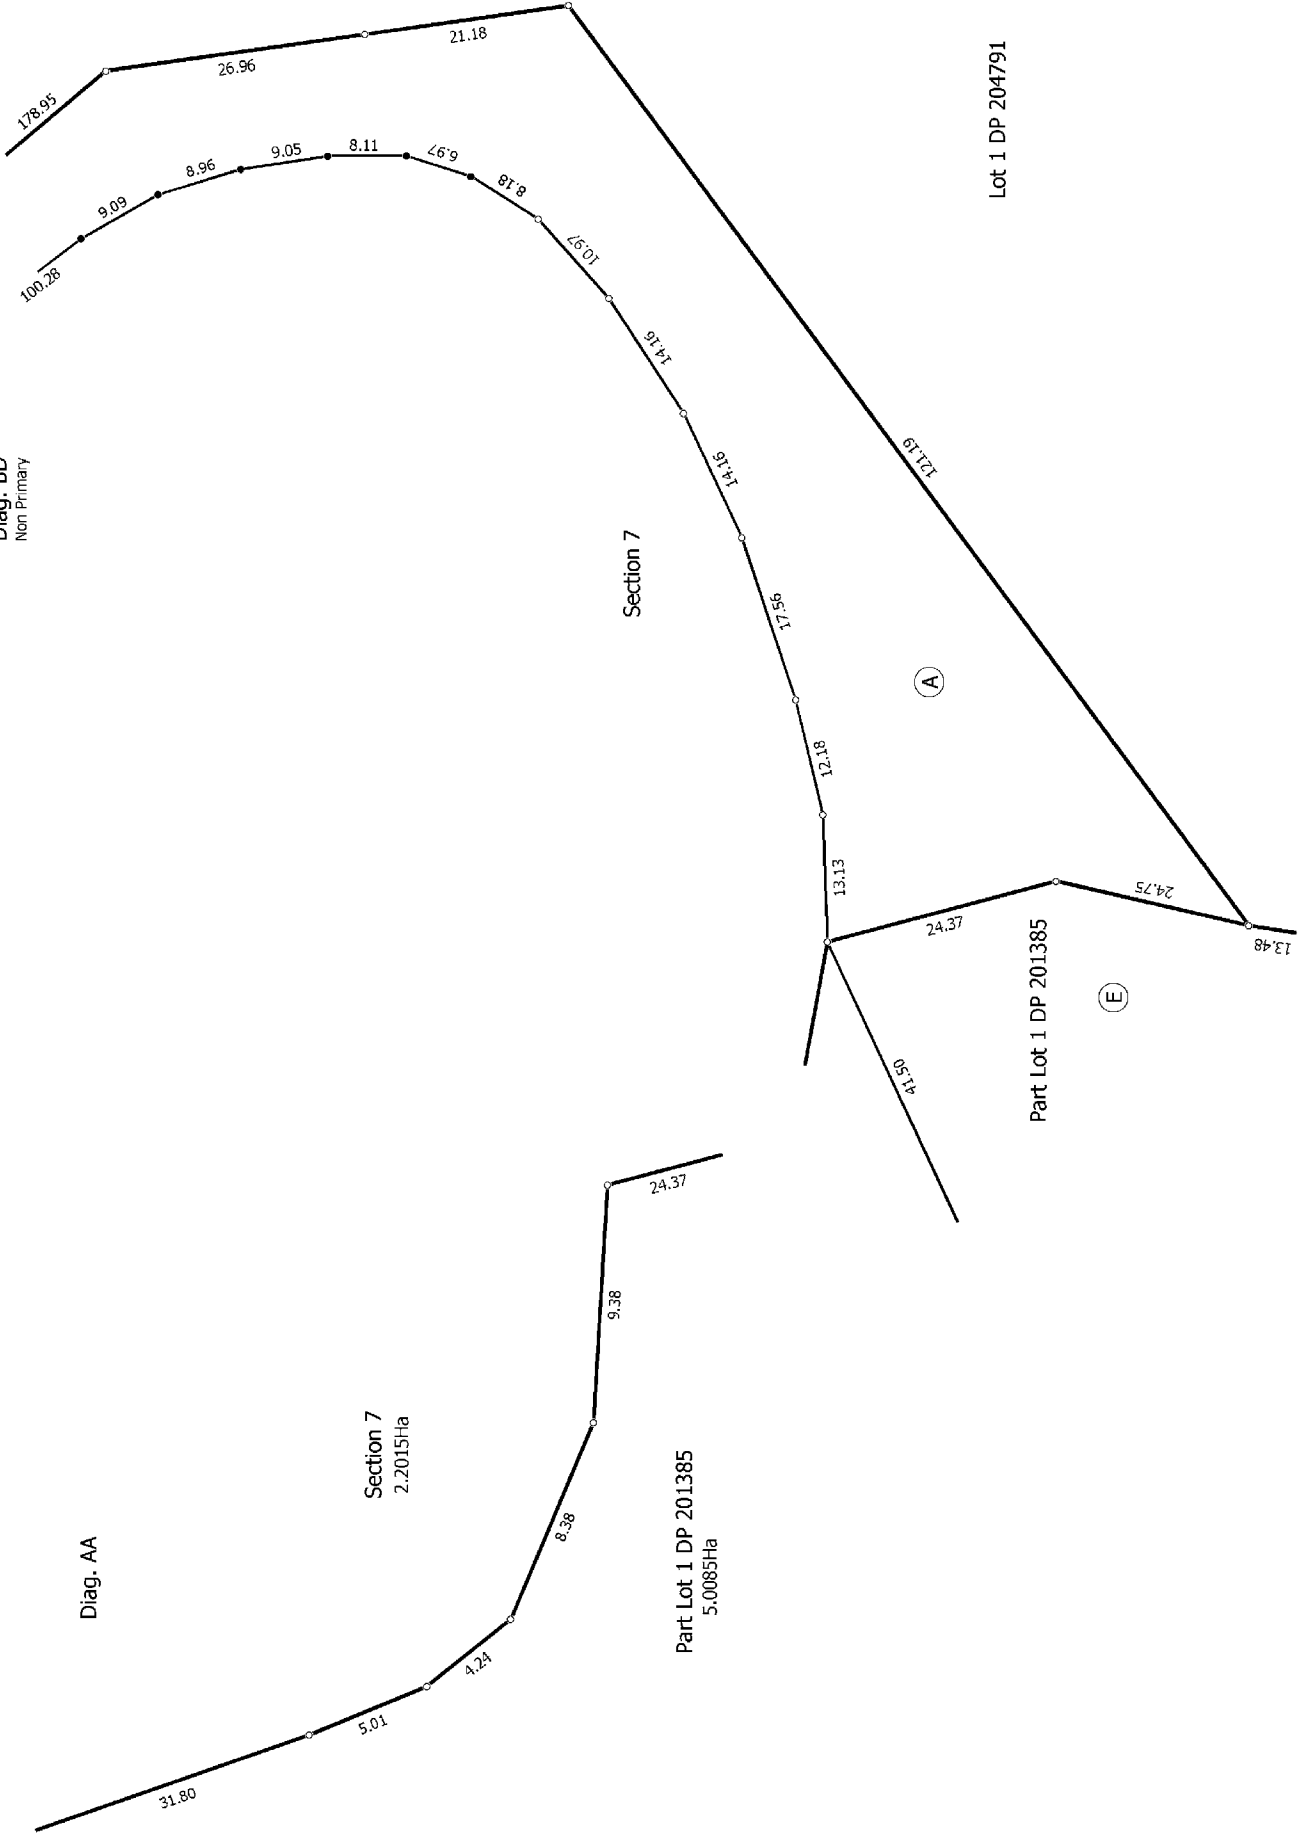 Diag. AA
Section 7
2.2015Ha
Part Lot 1 DP 201385
5.0085Ha
31.80
5.01
4.24
8.38
9.38
24.37
Non Primary
178.95
26.96
21.18
100.28
9.09
8.96
9.05
8.11
6.97
8.18
10.97
14.16
14.16
17.56
12.18
13.13
Section 7
Lot 1 DP 204791
121.19
A
24.37
24.75
13.48
41.50
Part Lot 1 DP 201385
E